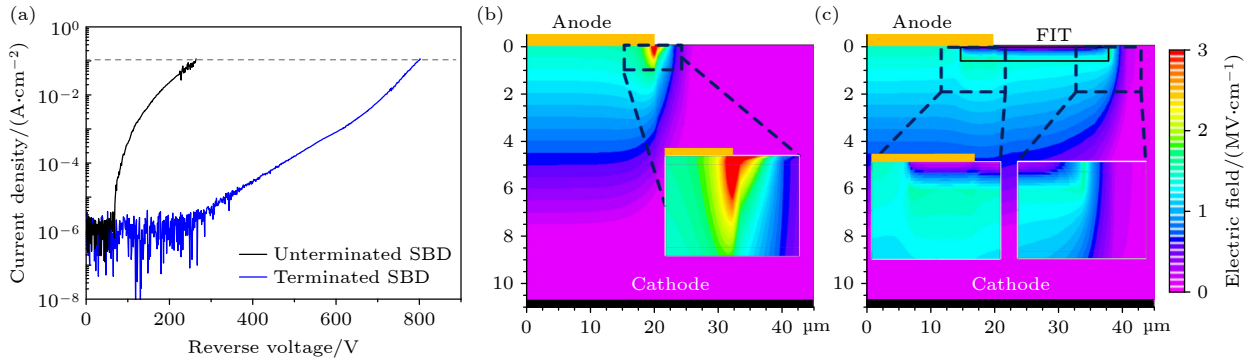 (a)
10⁰
10⁻²
10⁻⁴
10⁻⁶
10⁻⁸
Current density/(A·cm⁻²)
Unterminated SBD
Terminated SBD
0 200 400 600 800
Reverse voltage/V
(b)
Anode
0
2
4
6
8
10
Cathode
0 10 20 30 40 µm
(c)
Anode
FIT
0
2
4
6
8
10
Cathode
0 10 20 30 40 µm
3
2
1
0
Electric field/(MV·cm⁻¹)